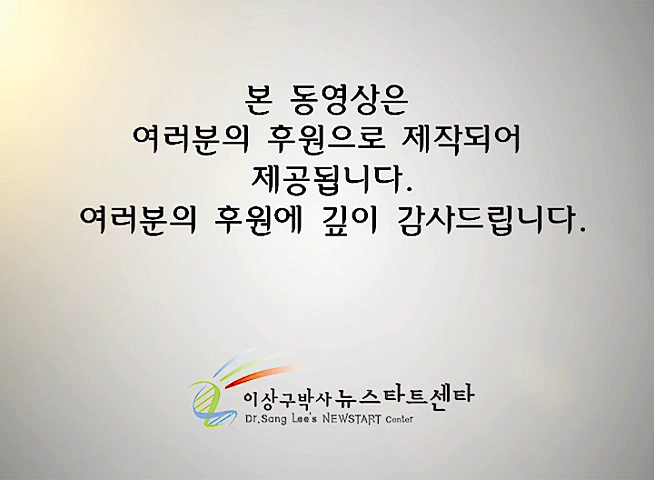 본 동영상은
여러분의 후원으로 제작되어
제공됩니다.
여러분의 후원에 깊이 감사드립니다.
이상구박사 뉴스타트센타
Dr.Sang Lee's NEWSTART Center